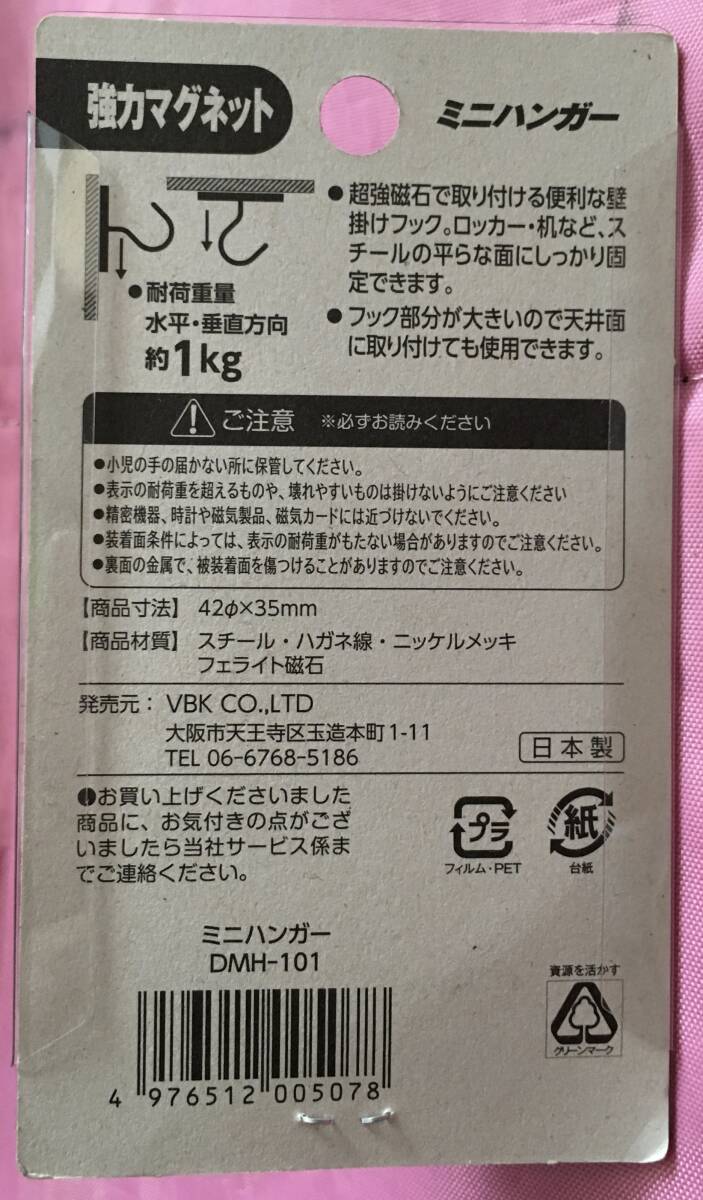 強力マグネット
ミニハンガー
●耐荷重量
水平・垂直方向
約1kg
●超強磁石で取り付ける便利な壁
掛けフック。ロッカー・机など、ス
チールの平らな面にしっかり固
定できます。
●フック部分が大きいので天井面
に取り付けても使用できます。
ご注意 ※必ずお読みください
●小児の手の届かない所に保管してください。
●表示の耐荷重を超えるものや、壊れやすいものは掛けないようにご注意ください
●精密機器、時計や磁気製品、磁気カードには近づけないでください。
●装着面条件によっては、表示の耐荷重がもたない場合がありますのでご注意ください。
●裏面の金属で、被装着面を傷つけることがありますのでご注意ください。
【商品寸法】 42φ×35mm
【商品材質】 スチール・ハガネ線・ニッケルメッキ
フェライト磁石
発売元： VBK CO.,LTD
大阪市天王寺区玉造本町1-11
TEL 06-6768-5186
日本製
●お買い上げくださいました
商品に、お気付きの点がござ
いましたら当社サービス係ま
でご連絡ください。
プラ
フィルム・PET
紙
台紙
ミニハンガー
DMH-101
4 976512 005078
資源を活かす
グリーンマーク